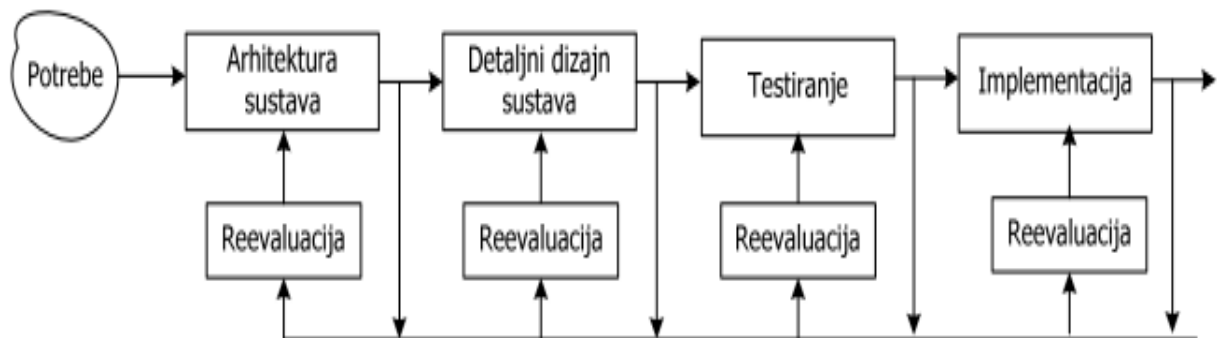 Potrebe
Arhitektura
sustava
Detaljni dizajn
sustava
Testiranje
Implementacija
Reevaluacija
Reevaluacija
Reevaluacija
Reevaluacija